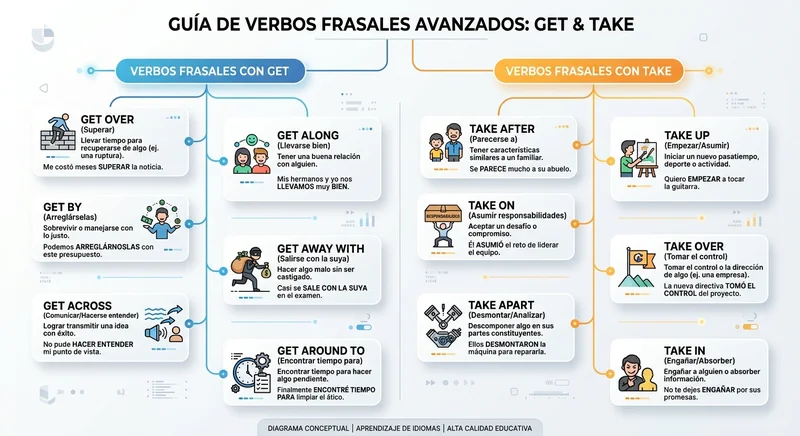 GUÍA DE VERBOS FRASALES AVANZADOS: GET & TAKE
VERBOS FRASALES CON GET
GET OVER
(Superar)
Llevar tiempo para
recuperarse de algo (ej.
una ruptura).
Me costó meses SUPERAR la noticia.
GET BY
(Arreglárselas)
Sobrevivir o manejarse con
lo justo.
Podemos ARREGLÁRNOSLAS con
este presupuesto.
GET ACROSS
(Comunicar/Hacerse entender)
Lograr transmitir una idea
con éxito.
No pude HACER ENTENDER
mi punto de vista.
GET ALONG
(Llevarse bien)
Tener una buena relación
con alguien.
Mis hermanos y yo nos
LLEVAMOS muy BIEN.
GET AWAY WITH
(Salirse con la suya)
Hacer algo malo sin ser
castigado.
Casi se SALE CON LA SUYA
en el examen.
GET AROUND TO
(Encontrar tiempo para)
Encontrar tiempo para hacer
algo pendiente.
Finalmente ENCONTRÉ TIEMPO
PARA limpiar el ático.
VERBOS FRASALES CON TAKE
TAKE AFTER
(Parecerse a)
Tener características
similares a un familiar.
Se PARECE mucho a su abuelo.
TAKE ON
(Asumir responsabilidades)
Aceptar un desafío o
compromiso.
Él ASUMIÓ el reto de liderar
el equipo.
TAKE APART
(Desmontar/Analizar)
Descomponer algo en sus
partes constituyentes.
Ellos DESMONTARON la
máquina para repararla.
TAKE UP
(Empezar/Asumir)
Iniciar un nuevo pasatiempo,
deporte o actividad.
Quiero EMPEZAR a tocar
la guitarra.
TAKE OVER
(Tomar el control)
Tomar el control o la dirección
de algo (ej. una empresa).
La nueva directiva TOMÓ EL
CONTROL del proyecto.
TAKE IN
(Engañar/Absorber)
Engañar a alguien o absorber
información.
No te dejes ENGAÑAR por sus
promesas.
DIAGRAMA CONCEPTUAL | APRENDIZAJE DE IDIOMAS | ALTA CALIDAD EDUCATIVA